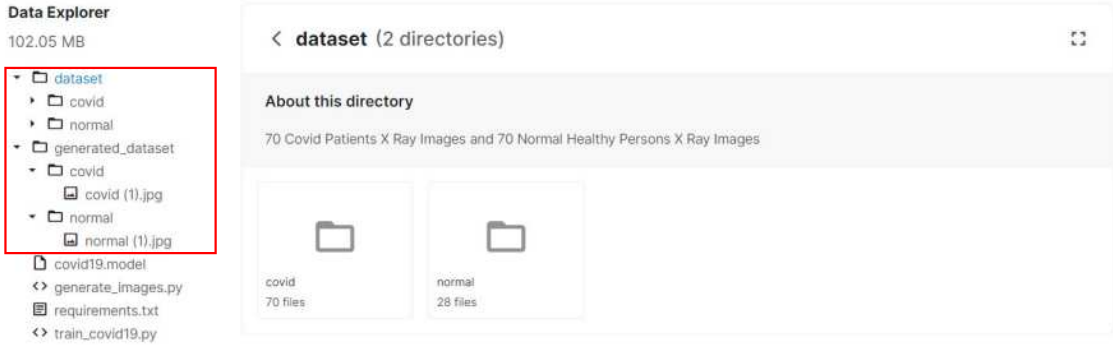 Data Explorer
102.05 MB
dataset
covid
normal
generated_dataset
covid
covid (1).jpg
normal
normal (1).jpg
covid19.model
<> generate_images.py
requirements.txt
<> train_covid19.py
< dataset (2 directories)
About this directory
70 Covid Patients X Ray Images and 70 Normal Healthy Persons X Ray Images
covid
70 files
normal
28 files